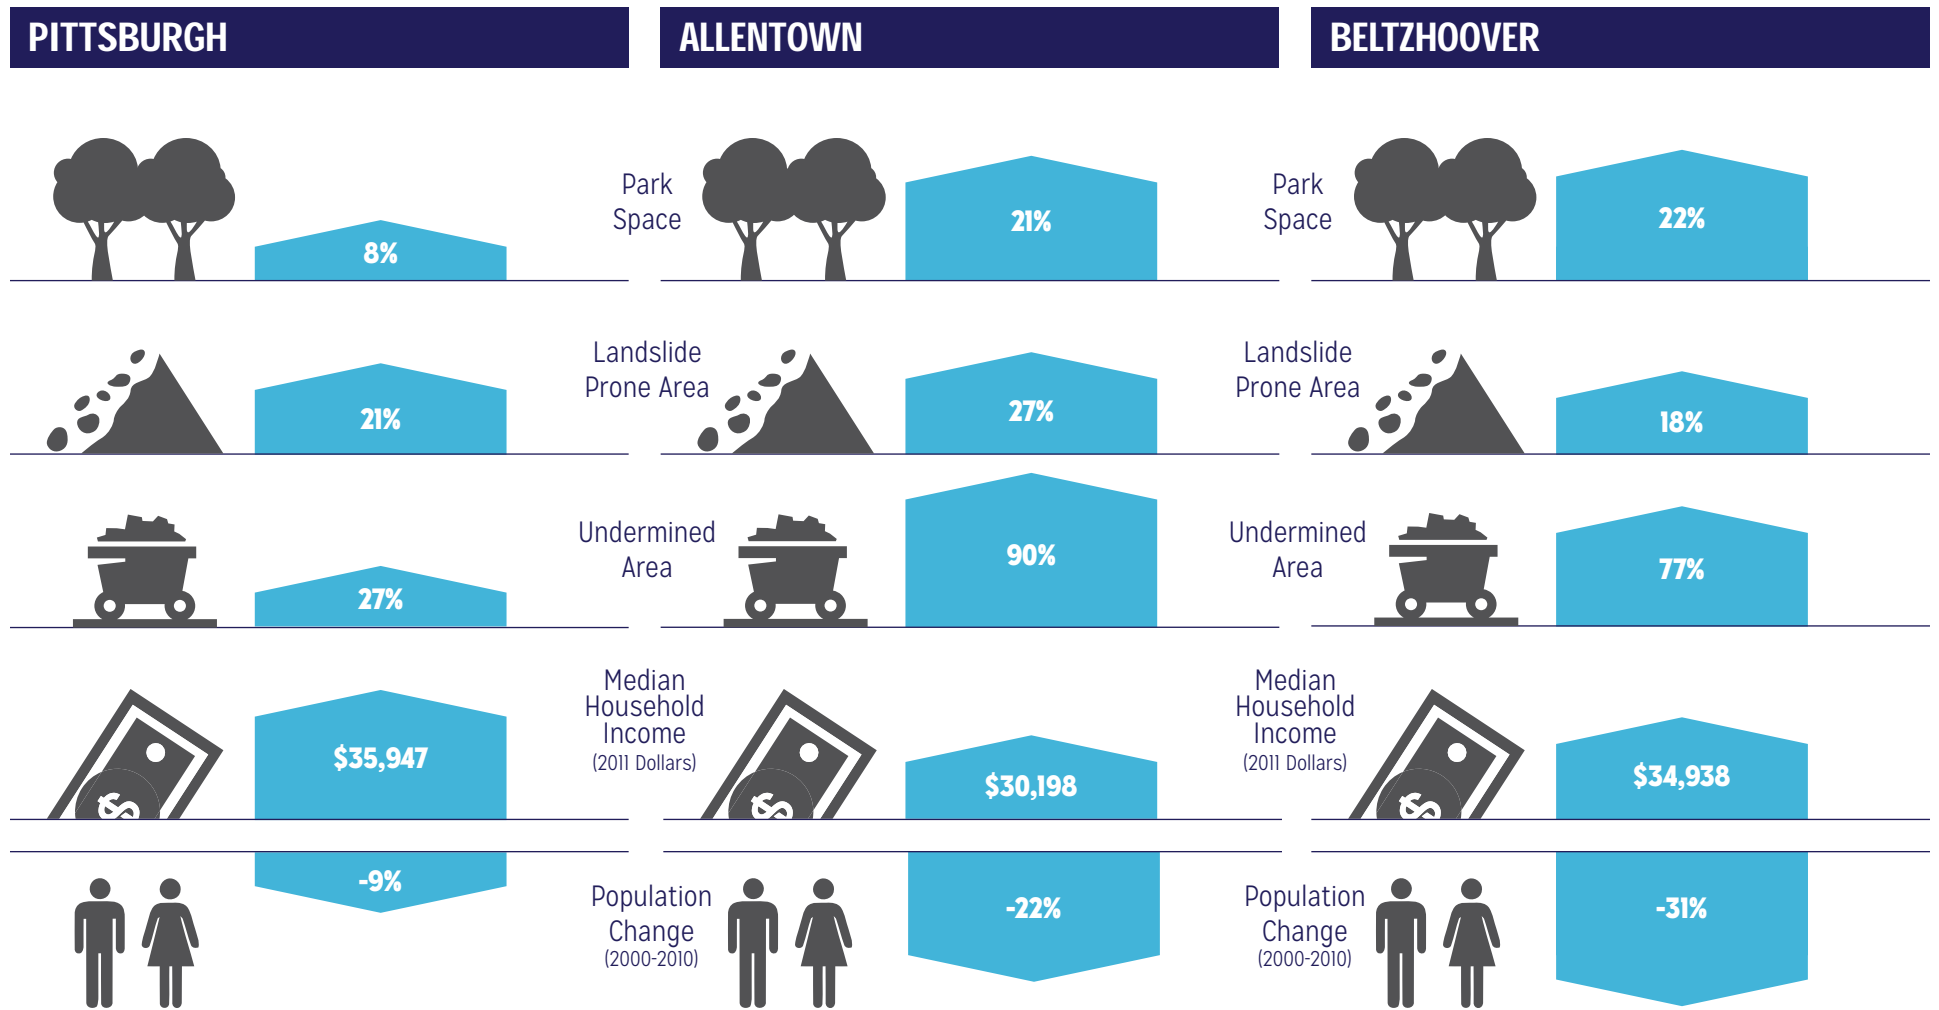 PITTSBURGH
ALLENTOWN
BELTZHOOVER
8%
Park
Space
21%
Park
Space
22%
21%
Landslide
Prone Area
27%
Landslide
Prone Area
18%
27%
Undermined
Area
90%
Undermined
Area
77%
$35,947
Median
Household
Income
(2011 Dollars)
$30,198
Median
Household
Income
(2011 Dollars)
$34,938
-9%
Population
Change
(2000-2010)
-22%
Population
Change
(2000-2010)
-31%
$
$
$